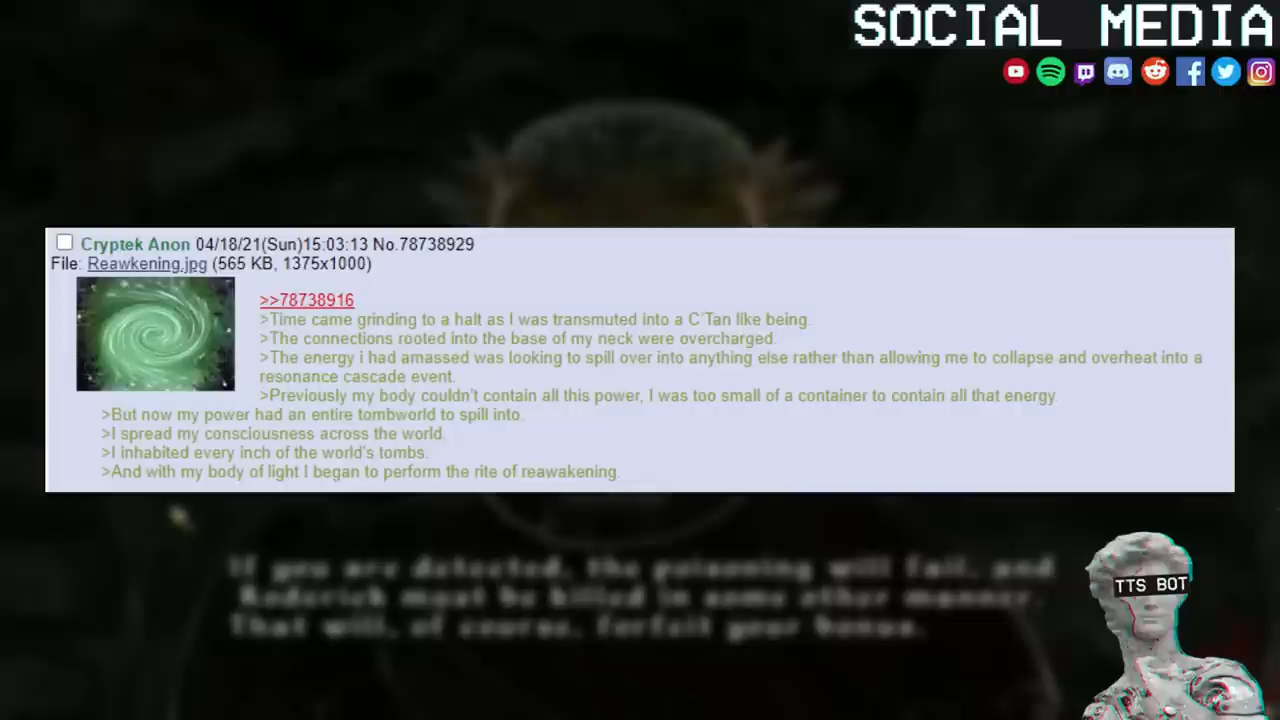 SOCIAL MEDIA
Cryptek Anon 04/18/21(Sun)15:03:13 No.78738929
File: Reawkening.jpg (565 KB, 1375x1000)
>>78738916
>Time came grinding to a halt as I was transmuted into a C'Tan like being.
>The connections rooted into the base of my neck were overcharged.
>The energy i had amassed was looking to spill over into anything else rather than allowing me to collapse and overheat into a
resonance cascade event.
>Previously my body couldn't contain all this power, I was too small of a container to contain all that energy.
>But now my power had an entire tombworld to spill into.
>I spread my consciousness across the world.
>I inhabited every inch of the world's tombs.
>And with my body of light I began to perform the rite of reawakening.
If you are detected, the poisoning will fail, and
Roderick must be killed in some other manner.
That will, of course, forfeit your bonus.
TTS BOT